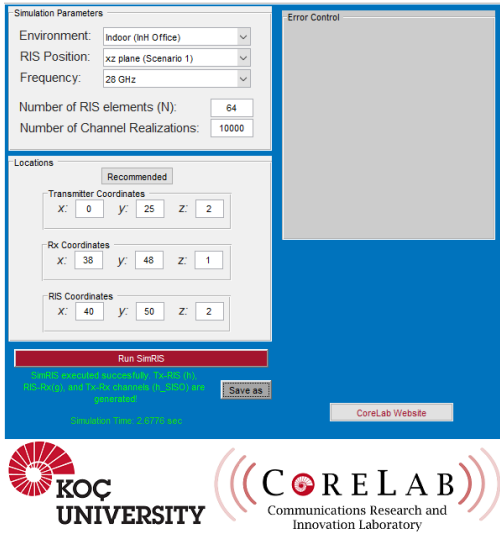 Simulation Parameters
Environment: Indoor (InH Office)
RIS Position: xz plane (Scenario 1)
Frequency: 28 GHz
Number of RIS elements (N): 64
Number of Channel Realizations: 10000
Error Control
Locations
Recommended
Transmitter Coordinates
x: 0 y: 25 z: 2
Rx Coordinates
x: 38 y: 48 z: 1
RIS Coordinates
x: 40 y: 50 z: 2
Run SimRIS
SimRIS executed succesfully. Tx-RIS (h),
RIS-Rx(g), and Tx-Rx channels (h_SISO) are
generated!
Save as
Simulation Time: 2.6776 sec
CoreLab Website
KOÇ
UNIVERSITY
CORELAB
Communications Research and
Innovation Laboratory